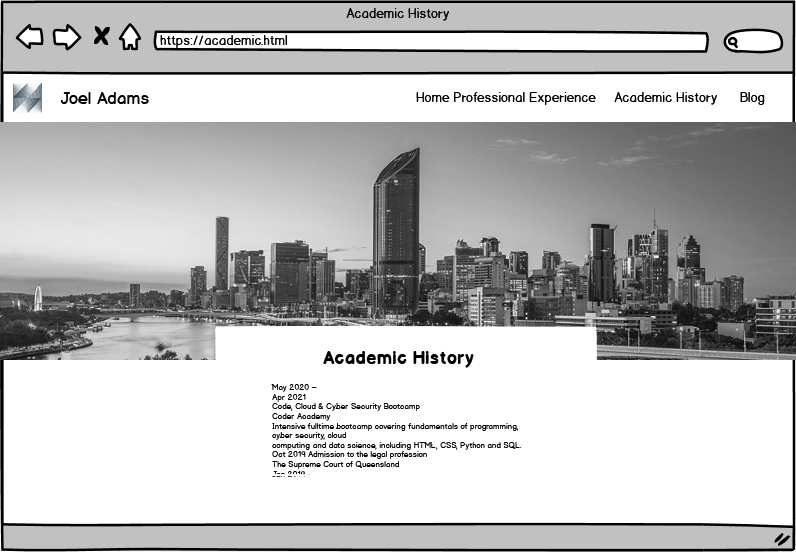 Academic History
https://academic.html
Joel Adams
Home Professional Experience Academic History Blog
Academic History
May 2020 –
Apr 2021
Code, Cloud & Cyber Security Bootcamp
Coder Academy
Intensive fulltime bootcamp covering fundamentals of programming,
cyber security, cloud
computing and data science, including HTML, CSS, Python and SQL.
Oct 2019 Admission to the legal profession
The Supreme Court of Queensland
Jan 2019 -